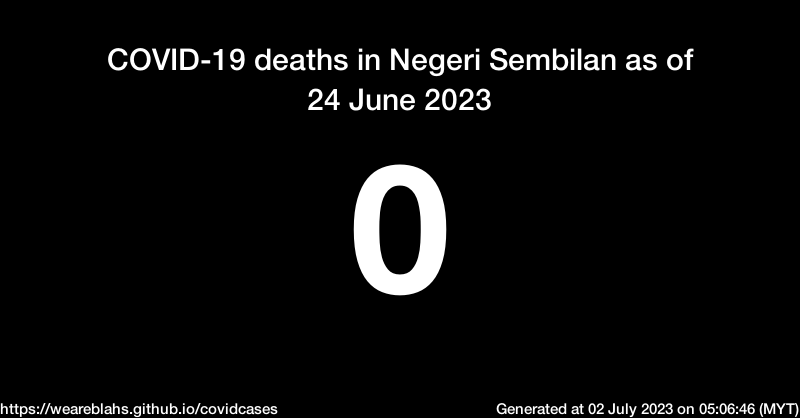 COVID-19 deaths in Negeri Sembilan as of
24 June 2023
0
https://weareblahs.github.io/covidcases
Generated at 02 July 2023 on 05:06:46 (MYT)